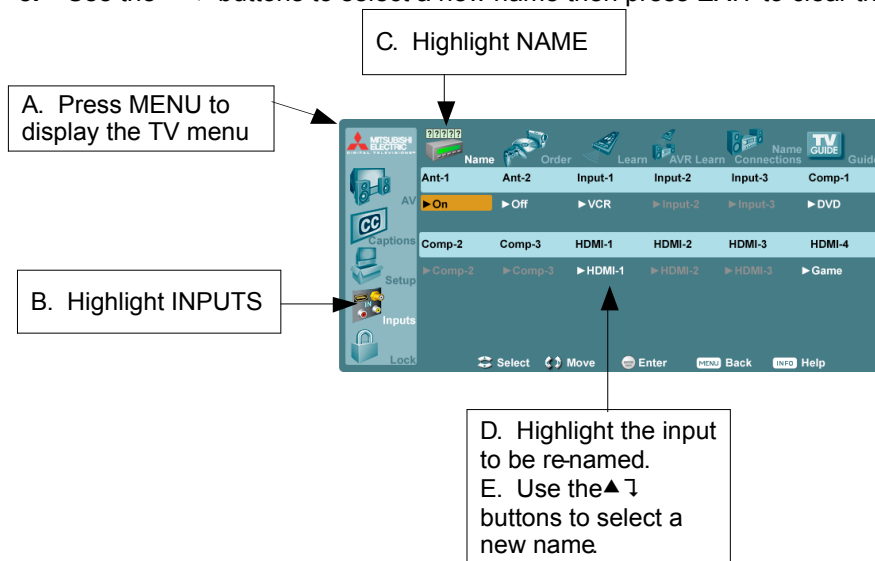 C. Highlight NAME
A. Press MENU to
display the TV menu
MITSUBISHI
ELECTRIC
DIGITAL TELEVISION
?????
Name Order Learn AVR Learn Name
Connections TV
GUIDE Guide
Ant-1 Ant-2 Input-1 Input-2 Input-3 Comp-1
AV
►On ►Off ►VCR ►Input-2 ►Input-3 ►DVD
CC
Captions
Comp-2 Comp-3 HDMI-1 HDMI-2 HDMI-3 HDMI-4
Setup
►Comp-2 ►Comp-3 ►HDMI-1 ►HDMI-2 ►HDMI-3 ►Game
B. Highlight INPUTS
IN
Inputs
Lock
Select Move Enter MENU Back INFO Help
D. Highlight the input
to be re-named.
E. Use the▲ ꓶ
buttons to select a
new name.